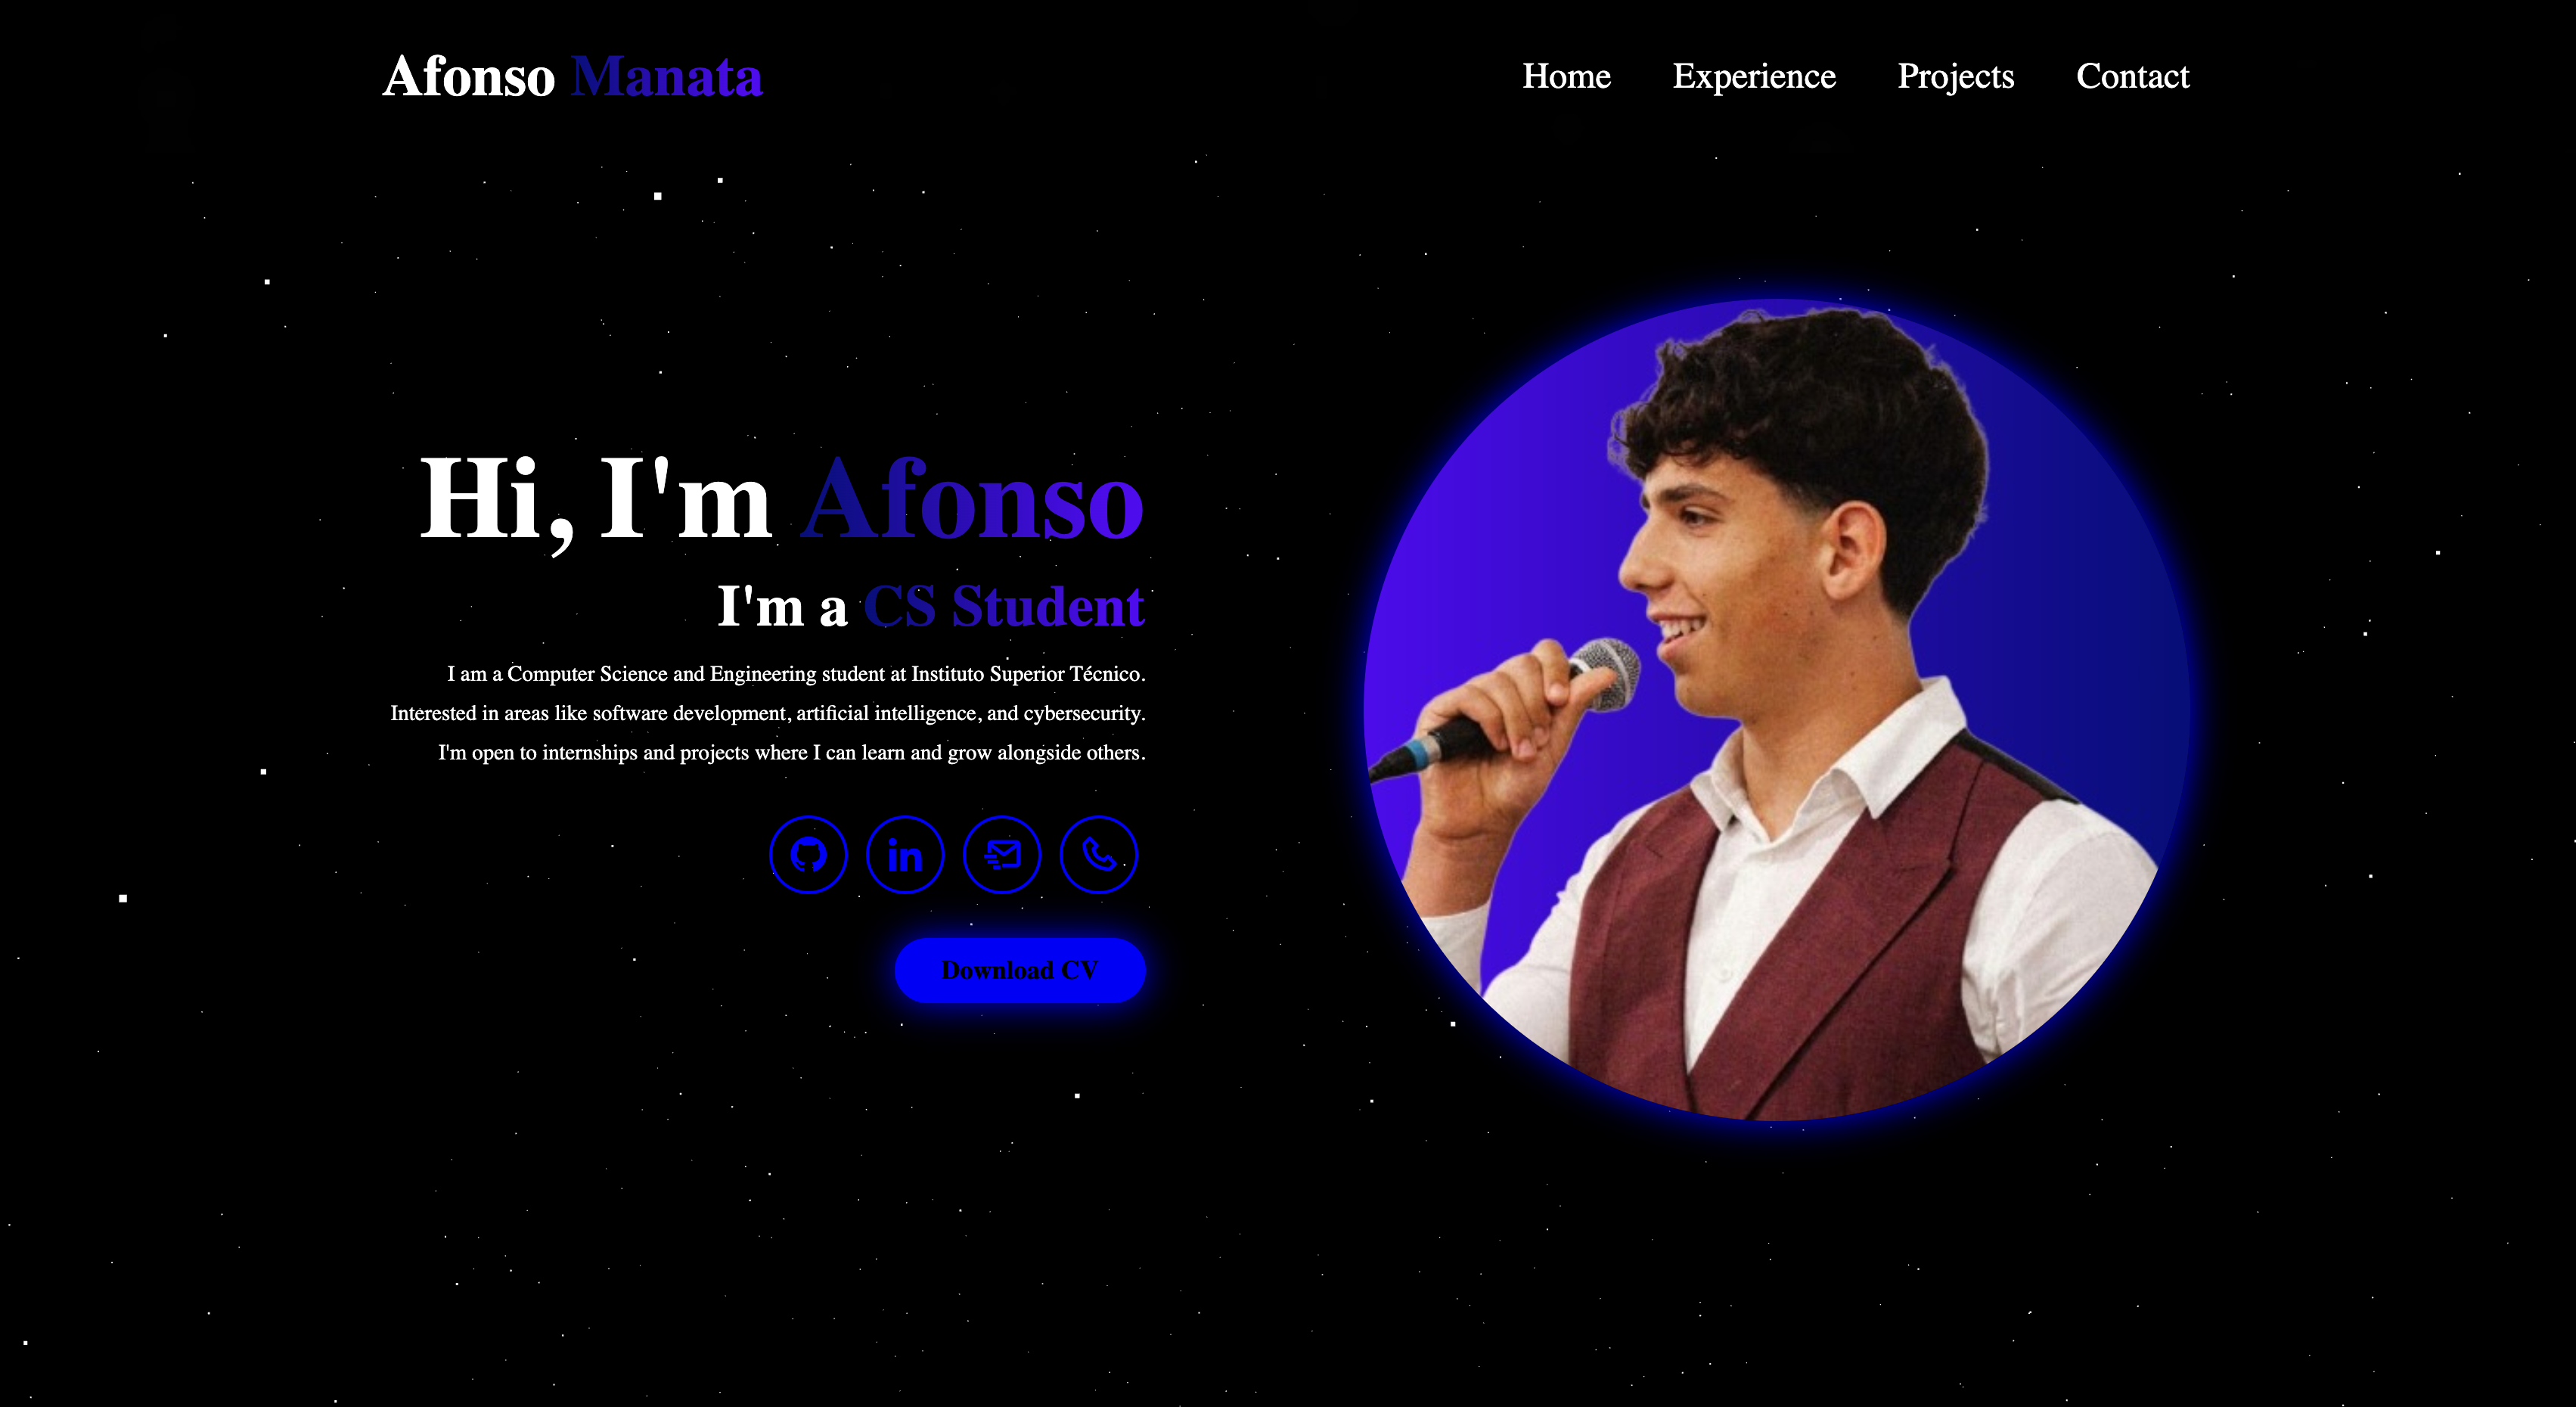 Afonso Manata
Home Experience Projects Contact
Hi, I'm Afonso
I'm a CS Student
I am a Computer Science and Engineering student at Instituto Superior Técnico.
Interested in areas like software development, artificial intelligence, and cybersecurity.
I'm open to internships and projects where I can learn and grow alongside others.
in
Download CV